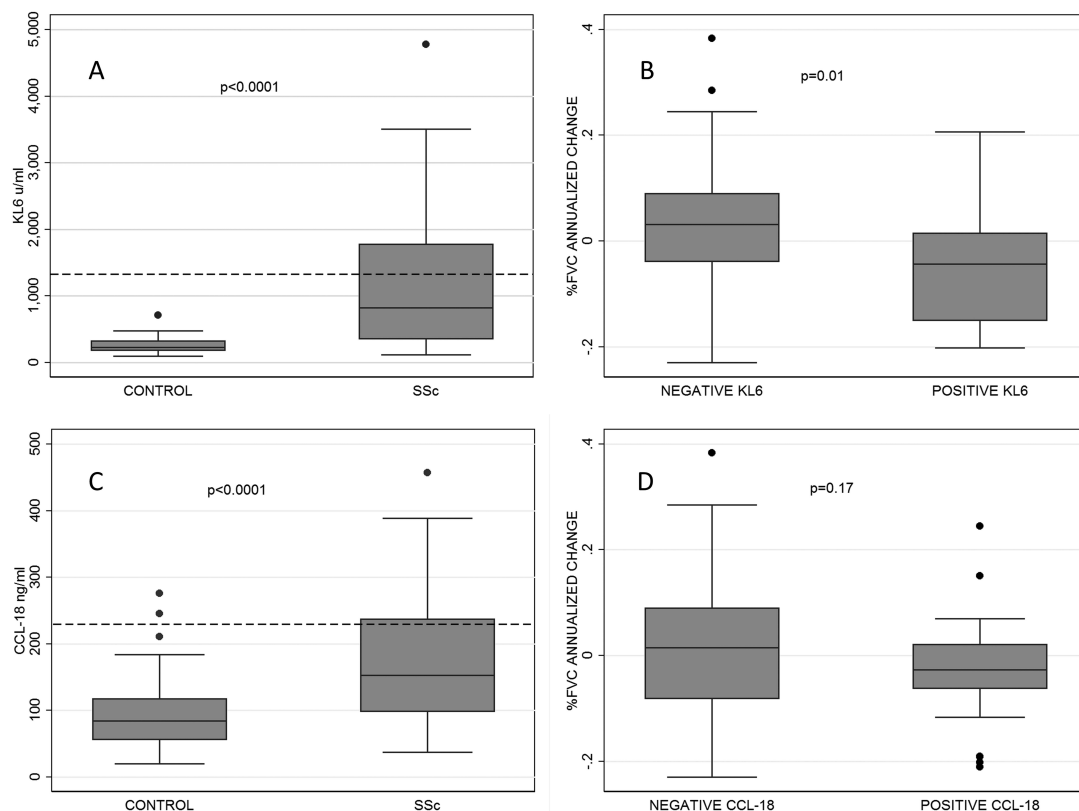 A
p<0.0001
KL6 u/ml
5,000
4,000
3,000
2,000
1,000
0
CONTROL
SSc
B
p=0.01
%FVC ANNUALIZED CHANGE
.4
.2
0
-.2
NEGATIVE KL6
POSITIVE KL6
C
p<0.0001
CCL-18 ng/ml
500
400
300
200
100
0
CONTROL
SSc
D
p=0.17
%FVC ANNUALIZED CHANGE
.4
.2
0
-.2
NEGATIVE CCL-18
POSITIVE CCL-18